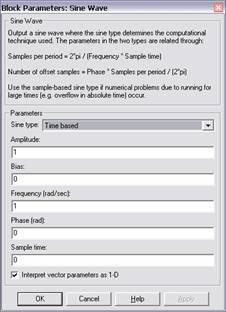 Block Parameters: Sine Wave
Sine Wave
Output a sine wave where the sine type determines the computational
technique used. The parameters in the two types are related through:
Samples per period = 2*pi / (Frequency * Sample time)
Number of offset samples = Phase * Samples per period / (2*pi)
Use the sample-based sine type if numerical problems due to running for
large times (e.g. overflow in absolute time) occur.
Parameters
Sine type: Time based
Amplitude:
1
Bias:
0
Frequency (rad/sec):
1
Phase (rad):
0
Sample time:
0
Interpret vector parameters as 1-D
OK Cancel Help Apply